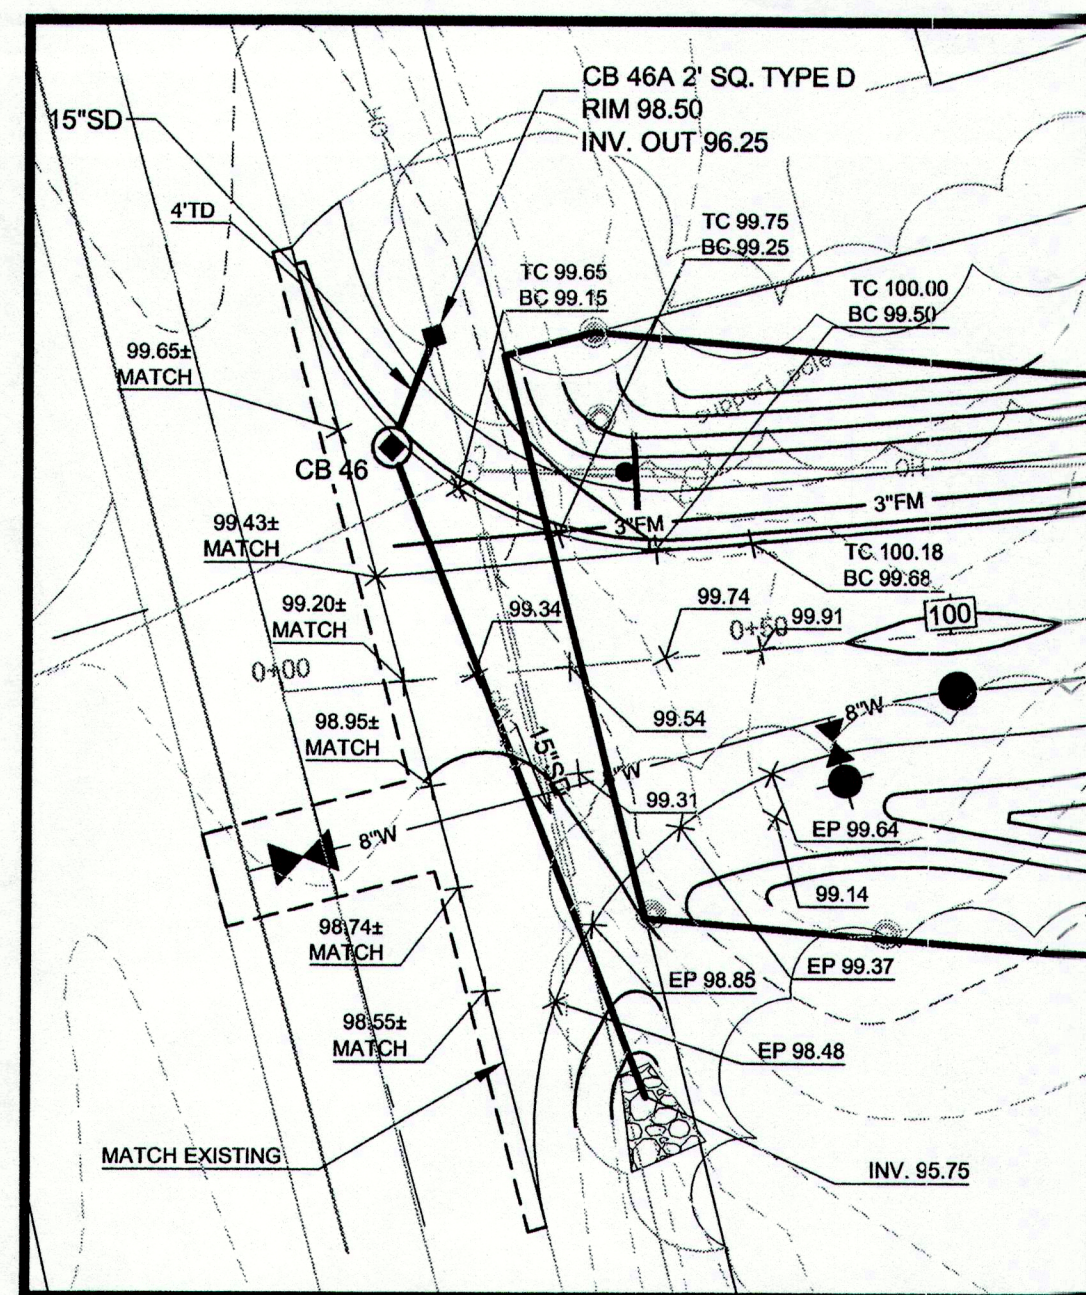 CB 46A 2' SQ. TYPE D
RIM 98.50
INV. OUT 96.25
15"SD
4'TD
TC 99.75
BC 99.25
TC 99.65
BC 99.15
TC 100.00
BC 99.50
99.65±
MATCH
support pole
CB 46
OH
OH
3"FM
3"FM
99.43±
MATCH
TC 100.18
BC 99.68
99.20±
MATCH
99.34
99.74
99.91
100
0+50
0+00
98.95±
MATCH
99.54
8"W
15"SD
8"W
99.31
EP 99.64
8"W
99.14
98.74±
MATCH
EP 99.37
EP 98.85
98.55±
MATCH
EP 98.48
MATCH EXISTING
INV. 95.75